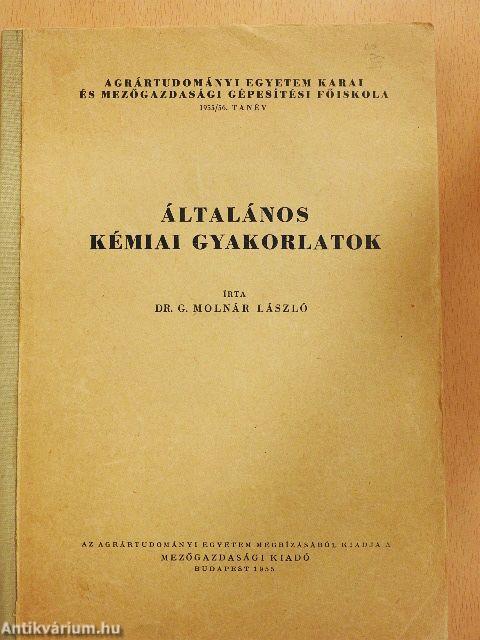 AGRÁRTUDOMÁNYI EGYETEM KARAI
ÉS MEZŐGAZDASÁGI GÉPESÍTÉSI FŐISKOLA
1955/56. TANÉV
ÁLTALÁNOS
KÉMIAI GYAKORLATOK
ÍRTA
DR. G. MOLNÁR LÁSZLÓ
AZ AGRÁRTUDOMÁNYI EGYETEM MEGBÍZÁSÁBÓL KIADJA A
MEZŐGAZDASÁGI KIADÓ
BUDAPEST 1955
Antikvárium.hu